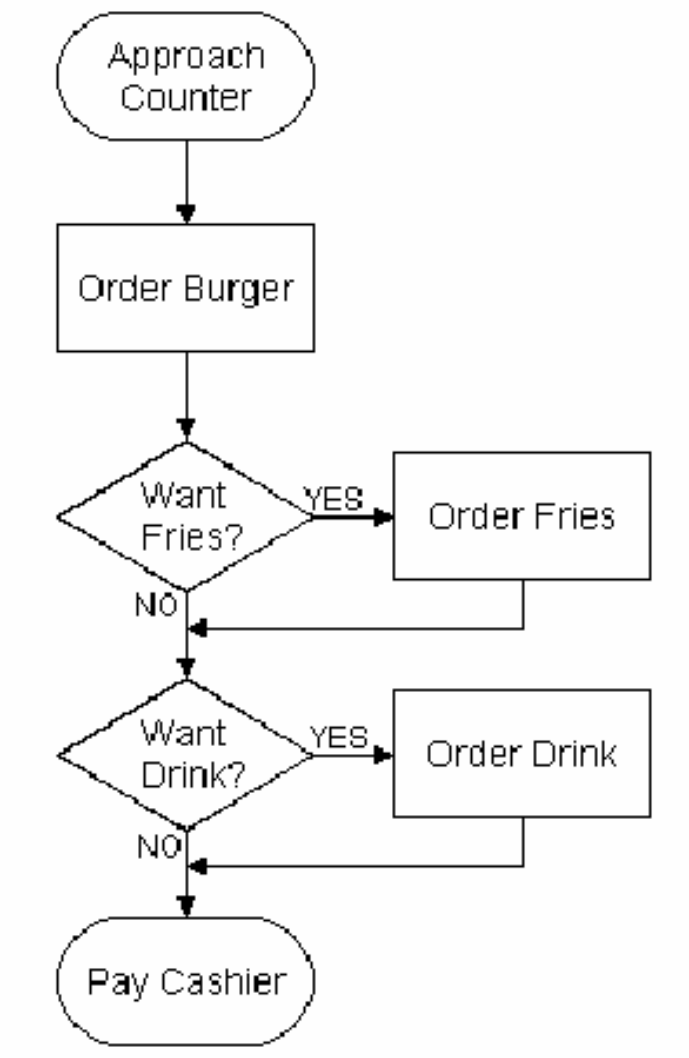 Approach
Counter
Order Burger
Want
Fries?
YES
Order Fries
NO
Want
Drink?
YES
Order Drink
NO
Pay Cashier